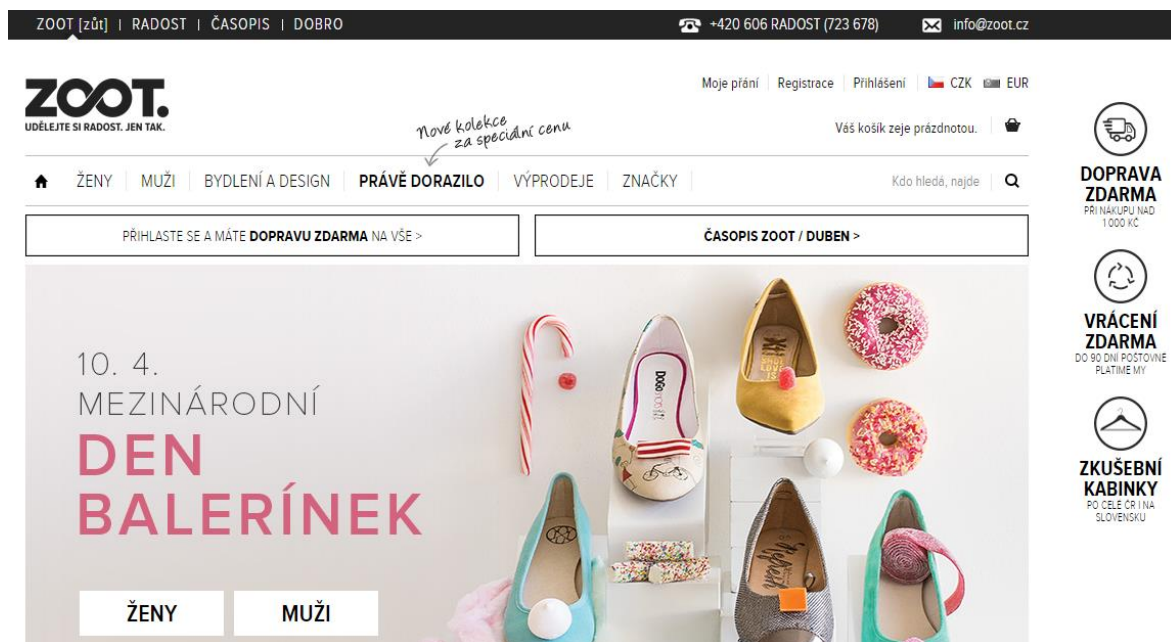 ZOOT [zůt] | RADOST | ČASOPIS | DOBRO
+420 606 RADOST (723 678)
info@zoot.cz
ZOOT.
UDĚLEJTE SI RADOST. JEN TAK.
Moje přání
Registrace
Přihlášení
CZK
EUR
Nové kolekce
za speciální cenu
Váš košík zeje prázdnotou.
ŽENY
MUŽI
BYDLENÍ A DESIGN
PRÁVĚ DORAZILO
VÝPRODEJE
ZNAČKY
Kdo hledá, najde
PŘIHLASTE SE A MÁTE DOPRAVU ZDARMA NA VŠE >
ČASOPIS ZOOT / DUBEN >
10. 4.
MEZINÁRODNÍ
DEN
BALERÍNEK
ŽENY
MUŽI
DOGO
DOPRAVA
ZDARMA
PŘI NÁKUPU NAD
1 000 KČ
VRÁCENÍ
ZDARMA
DO 90 DNÍ POŠTOVNÉ
PLATÍME MY
ZKUŠEBNÍ
KABINKY
PO CELÉ ČR I NA
SLOVENSKU